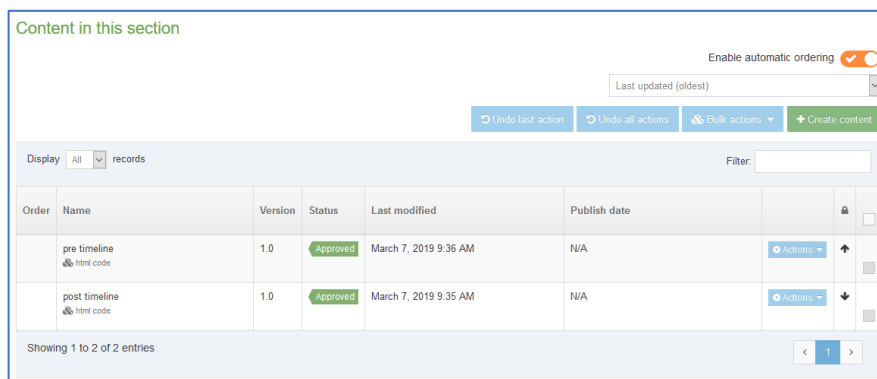 Content in this section
Enable automatic ordering
Last updated (oldest)
Undo last action Undo all actions Bulk actions + Create content
Display All records Filter:
Order Name Version Status Last modified Publish date
pre timeline 1.0 Approved March 7, 2019 9:36 AM N/A Actions
html code
post timeline 1.0 Approved March 7, 2019 9:35 AM N/A Actions
html code
Showing 1 to 2 of 2 entries < 1 >